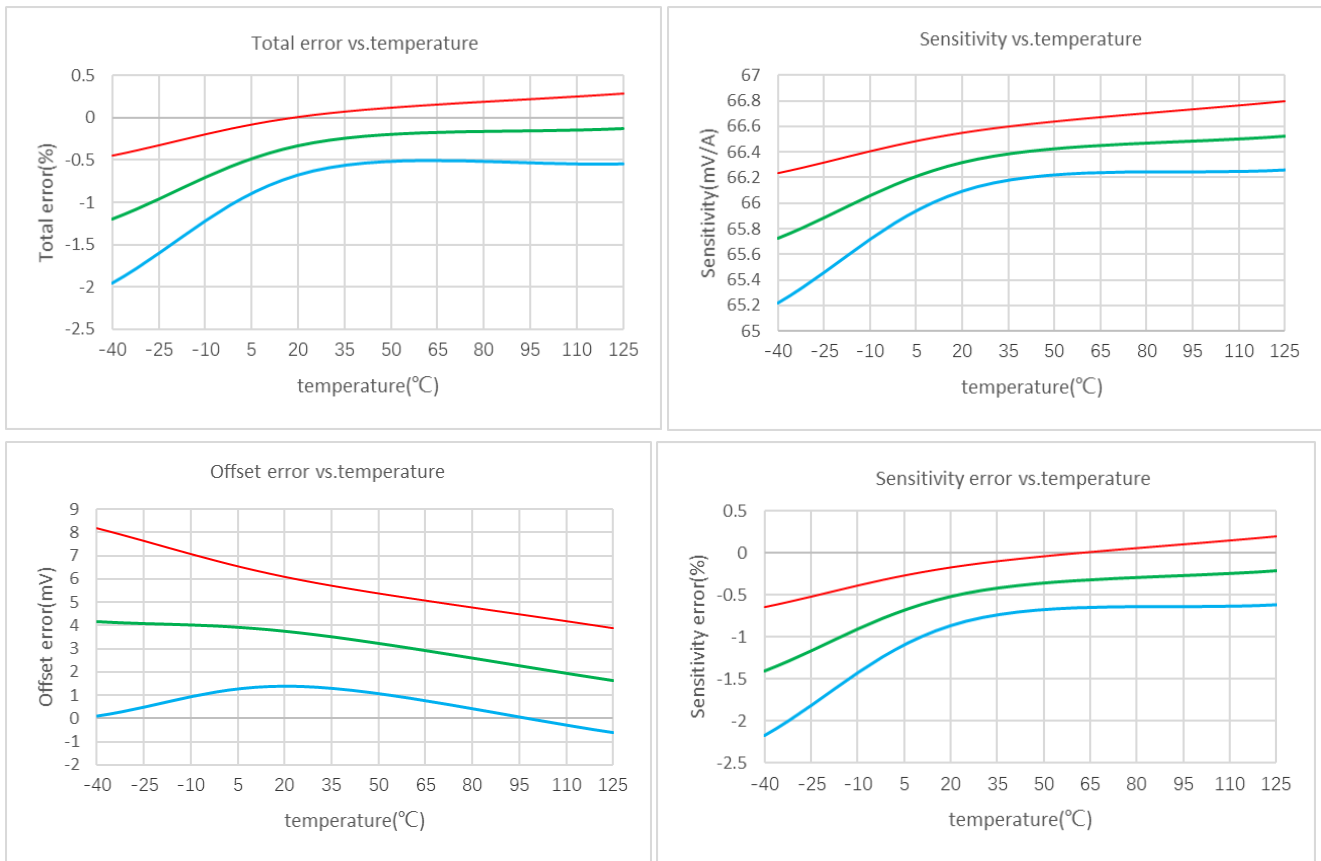 Total error vs.temperature
0.5
0
-0.5
-1
-1.5
-2
-2.5
Total error(%)
-40 -25 -10 5 20 35 50 65 80 95 110 125
temperature(℃)
Sensitivity vs.temperature
67
66.8
66.6
66.4
66.2
66
65.8
65.6
65.4
65.2
65
Sensitivity(mV/A)
-40 -25 -10 5 20 35 50 65 80 95 110 125
temperature(℃)
Offset error vs.temperature
9
8
7
6
5
4
3
2
1
0
-1
-2
Offset error(mV)
-40 -25 -10 5 20 35 50 65 80 95 110 125
temperature(℃)
Sensitivity error vs.temperature
0.5
0
-0.5
-1
-1.5
-2
-2.5
Sensitivity error(%)
-40 -25 -10 5 20 35 50 65 80 95 110 125
temperature(℃)